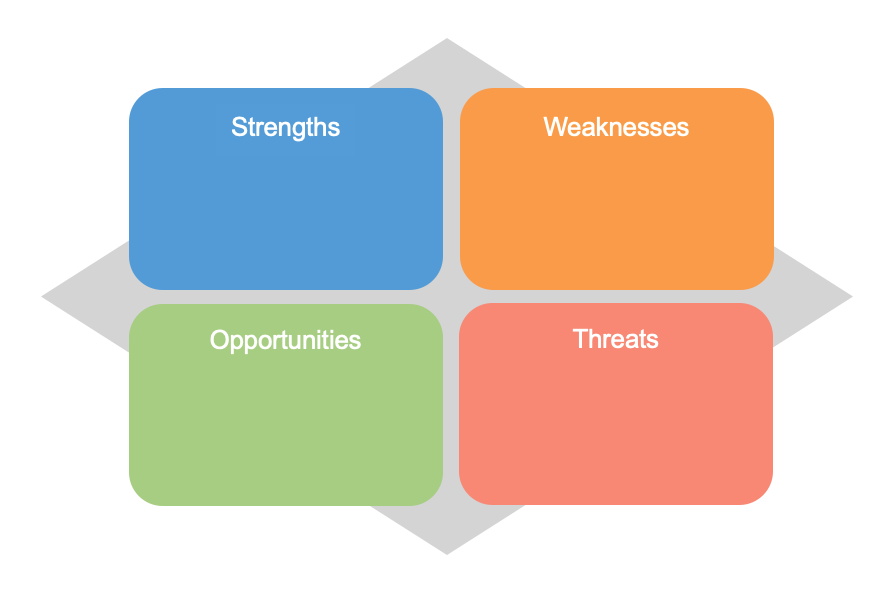 Strengths
Weaknesses
Opportunities
Threats